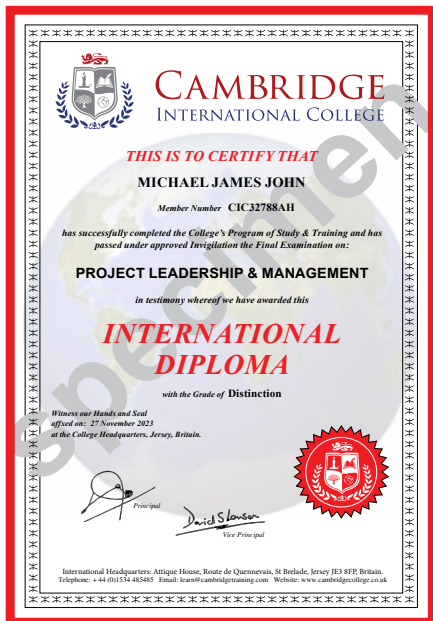 CAMBRIDGE
INTERNATIONAL COLLEGE
THIS IS TO CERTIFY THAT
MICHAEL JAMES JOHN
Member Number CIC32788AH
has successfully completed the College's Program of Study & Training and has
passed under approved Invigilation the Final Examination on:
PROJECT LEADERSHIP & MANAGEMENT
in testimony whereof we have awarded this
INTERNATIONAL
DIPLOMA
with the Grade of Distinction
Witness our Hands and Seal
affxed on: 27 November 2023
at the College Headquarters, Jersey, Britain.
Principal
David S Lawson
Vice Principal
International Headquarters: Attique House, Route de Quennevais, St Brelade, Jersey JE3 8FP, Britain.
Telephone: + 44 (0)1534 485485 Email: learn@cambridgetraining.com Website: www.cambridgecollege.co.uk
specimen